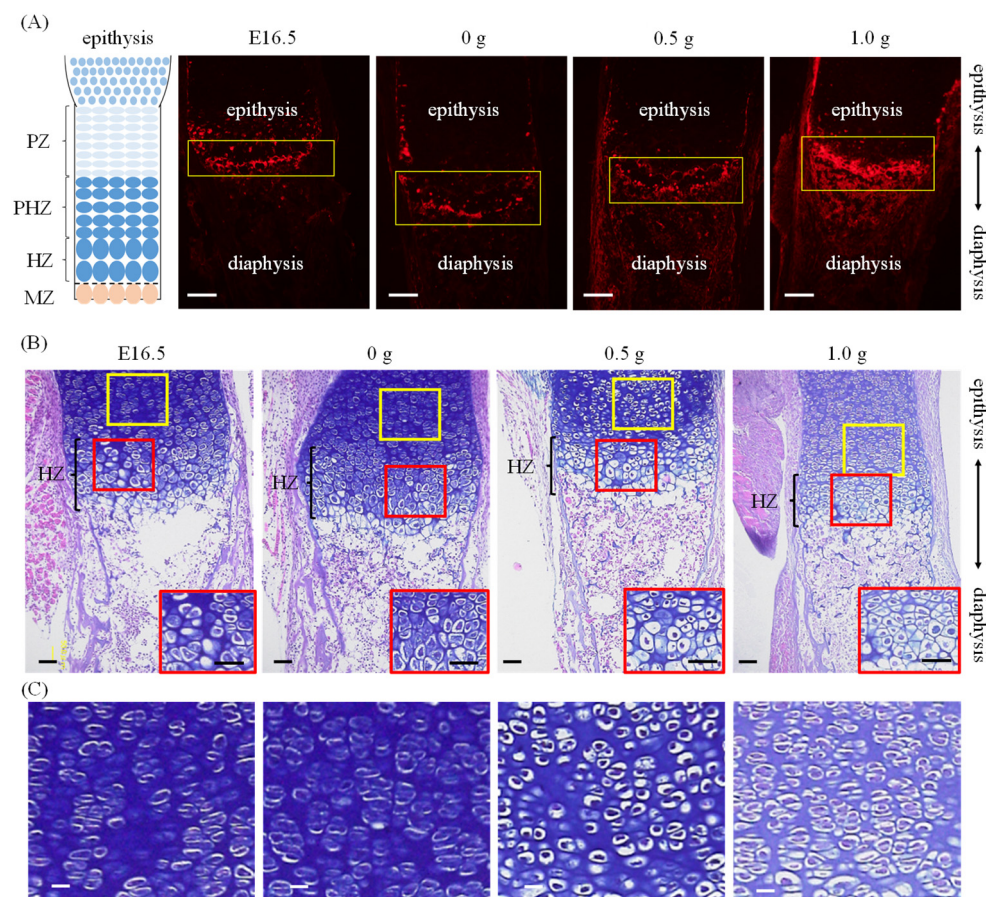 (A)
epithysis
E16.5
0 g
0.5 g
1.0 g
PZ
PHZ
HZ
MZ
epithysis
diaphysis
epithysis
diaphysis
epithysis
diaphysis
epithysis
diaphysis
epithysis
diaphysis
(B)
E16.5
0 g
0.5 g
1.0 g
HZ
HZ
HZ
HZ
epithysis
diaphysis
(C)